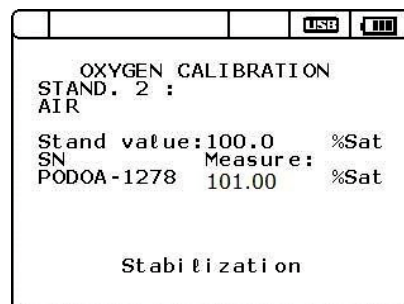 USB
OXYGEN CALIBRATION
STAND. 2 :
AIR
Stand value:100.0 %Sat
SN Measure:
PODOA-1278 101.00 %Sat
Stabilization